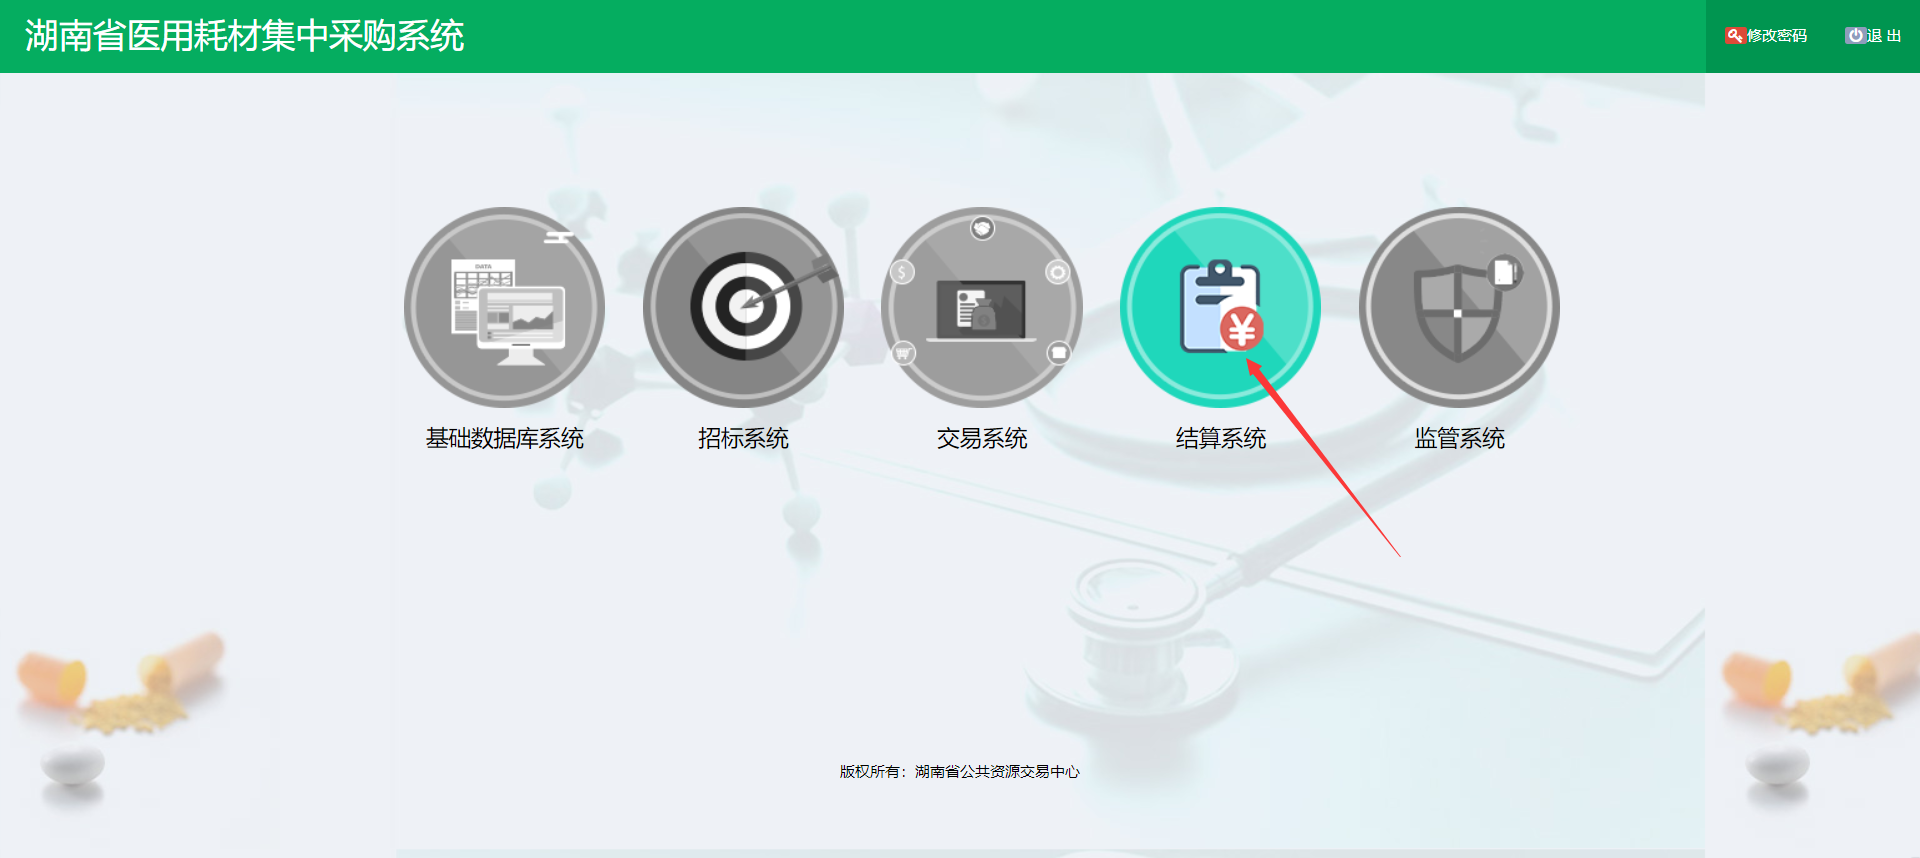 湖南省医用耗材集中采购系统
修改密码
退 出
DATA
$
¥
基础数据库系统
招标系统
交易系统
结算系统
监管系统
版权所有：湖南省公共资源交易中心